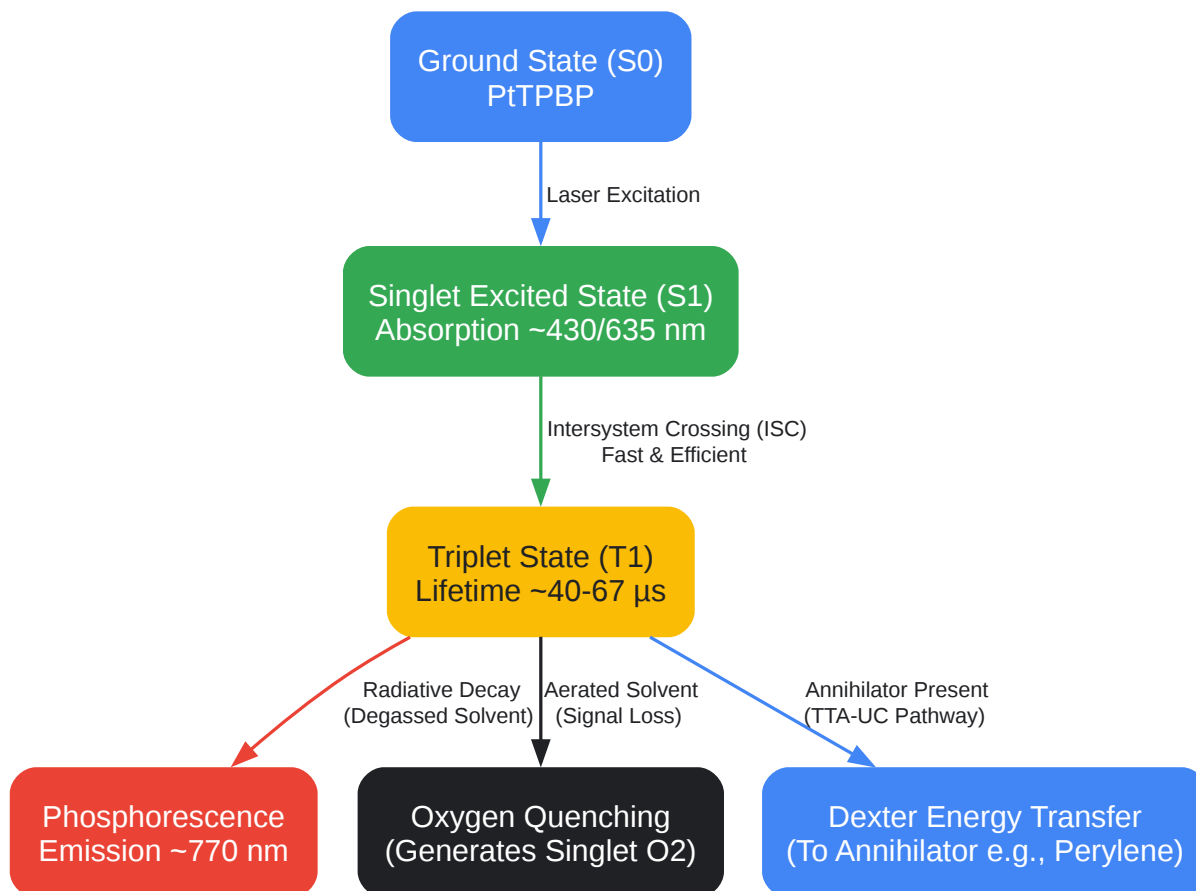 Ground State (S0)
PtTPBP
Laser Excitation
Singlet Excited State (S1)
Absorption ~430/635 nm
Intersystem Crossing (ISC)
Fast & Efficient
Triplet State (T1)
Lifetime ~40-67 µs
Radiative Decay
(Degassed Solvent)
Aerated Solvent
(Signal Loss)
Annihilator Present
(TTA-UC Pathway)
Phosphorescence
Emission ~770 nm
Oxygen Quenching
(Generates Singlet O2)
Dexter Energy Transfer
(To Annihilator e.g., Perylene)